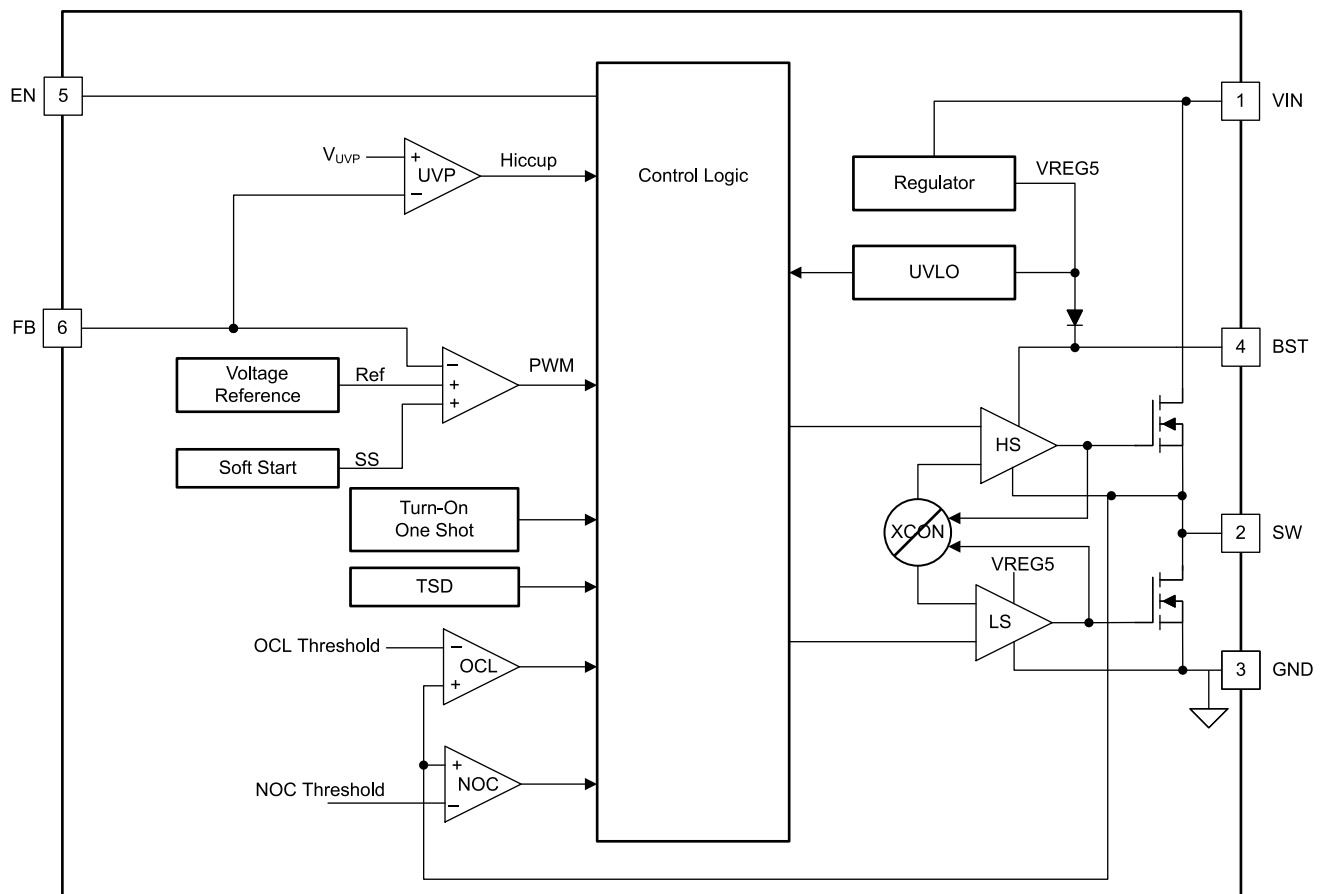 EN
5
1
VIN
V_UVP
+
UVP
−
Hiccup
Control Logic
Regulator
VREG5
UVLO
FB
6
4
BST
Voltage
Reference
Ref
−
+
+
PWM
Soft Start
SS
HS
Turn-On
One Shot
XCON
2
SW
TSD
VREG5
LS
OCL Threshold
−
OCL
+
3
GND
+
NOC
−
NOC Threshold